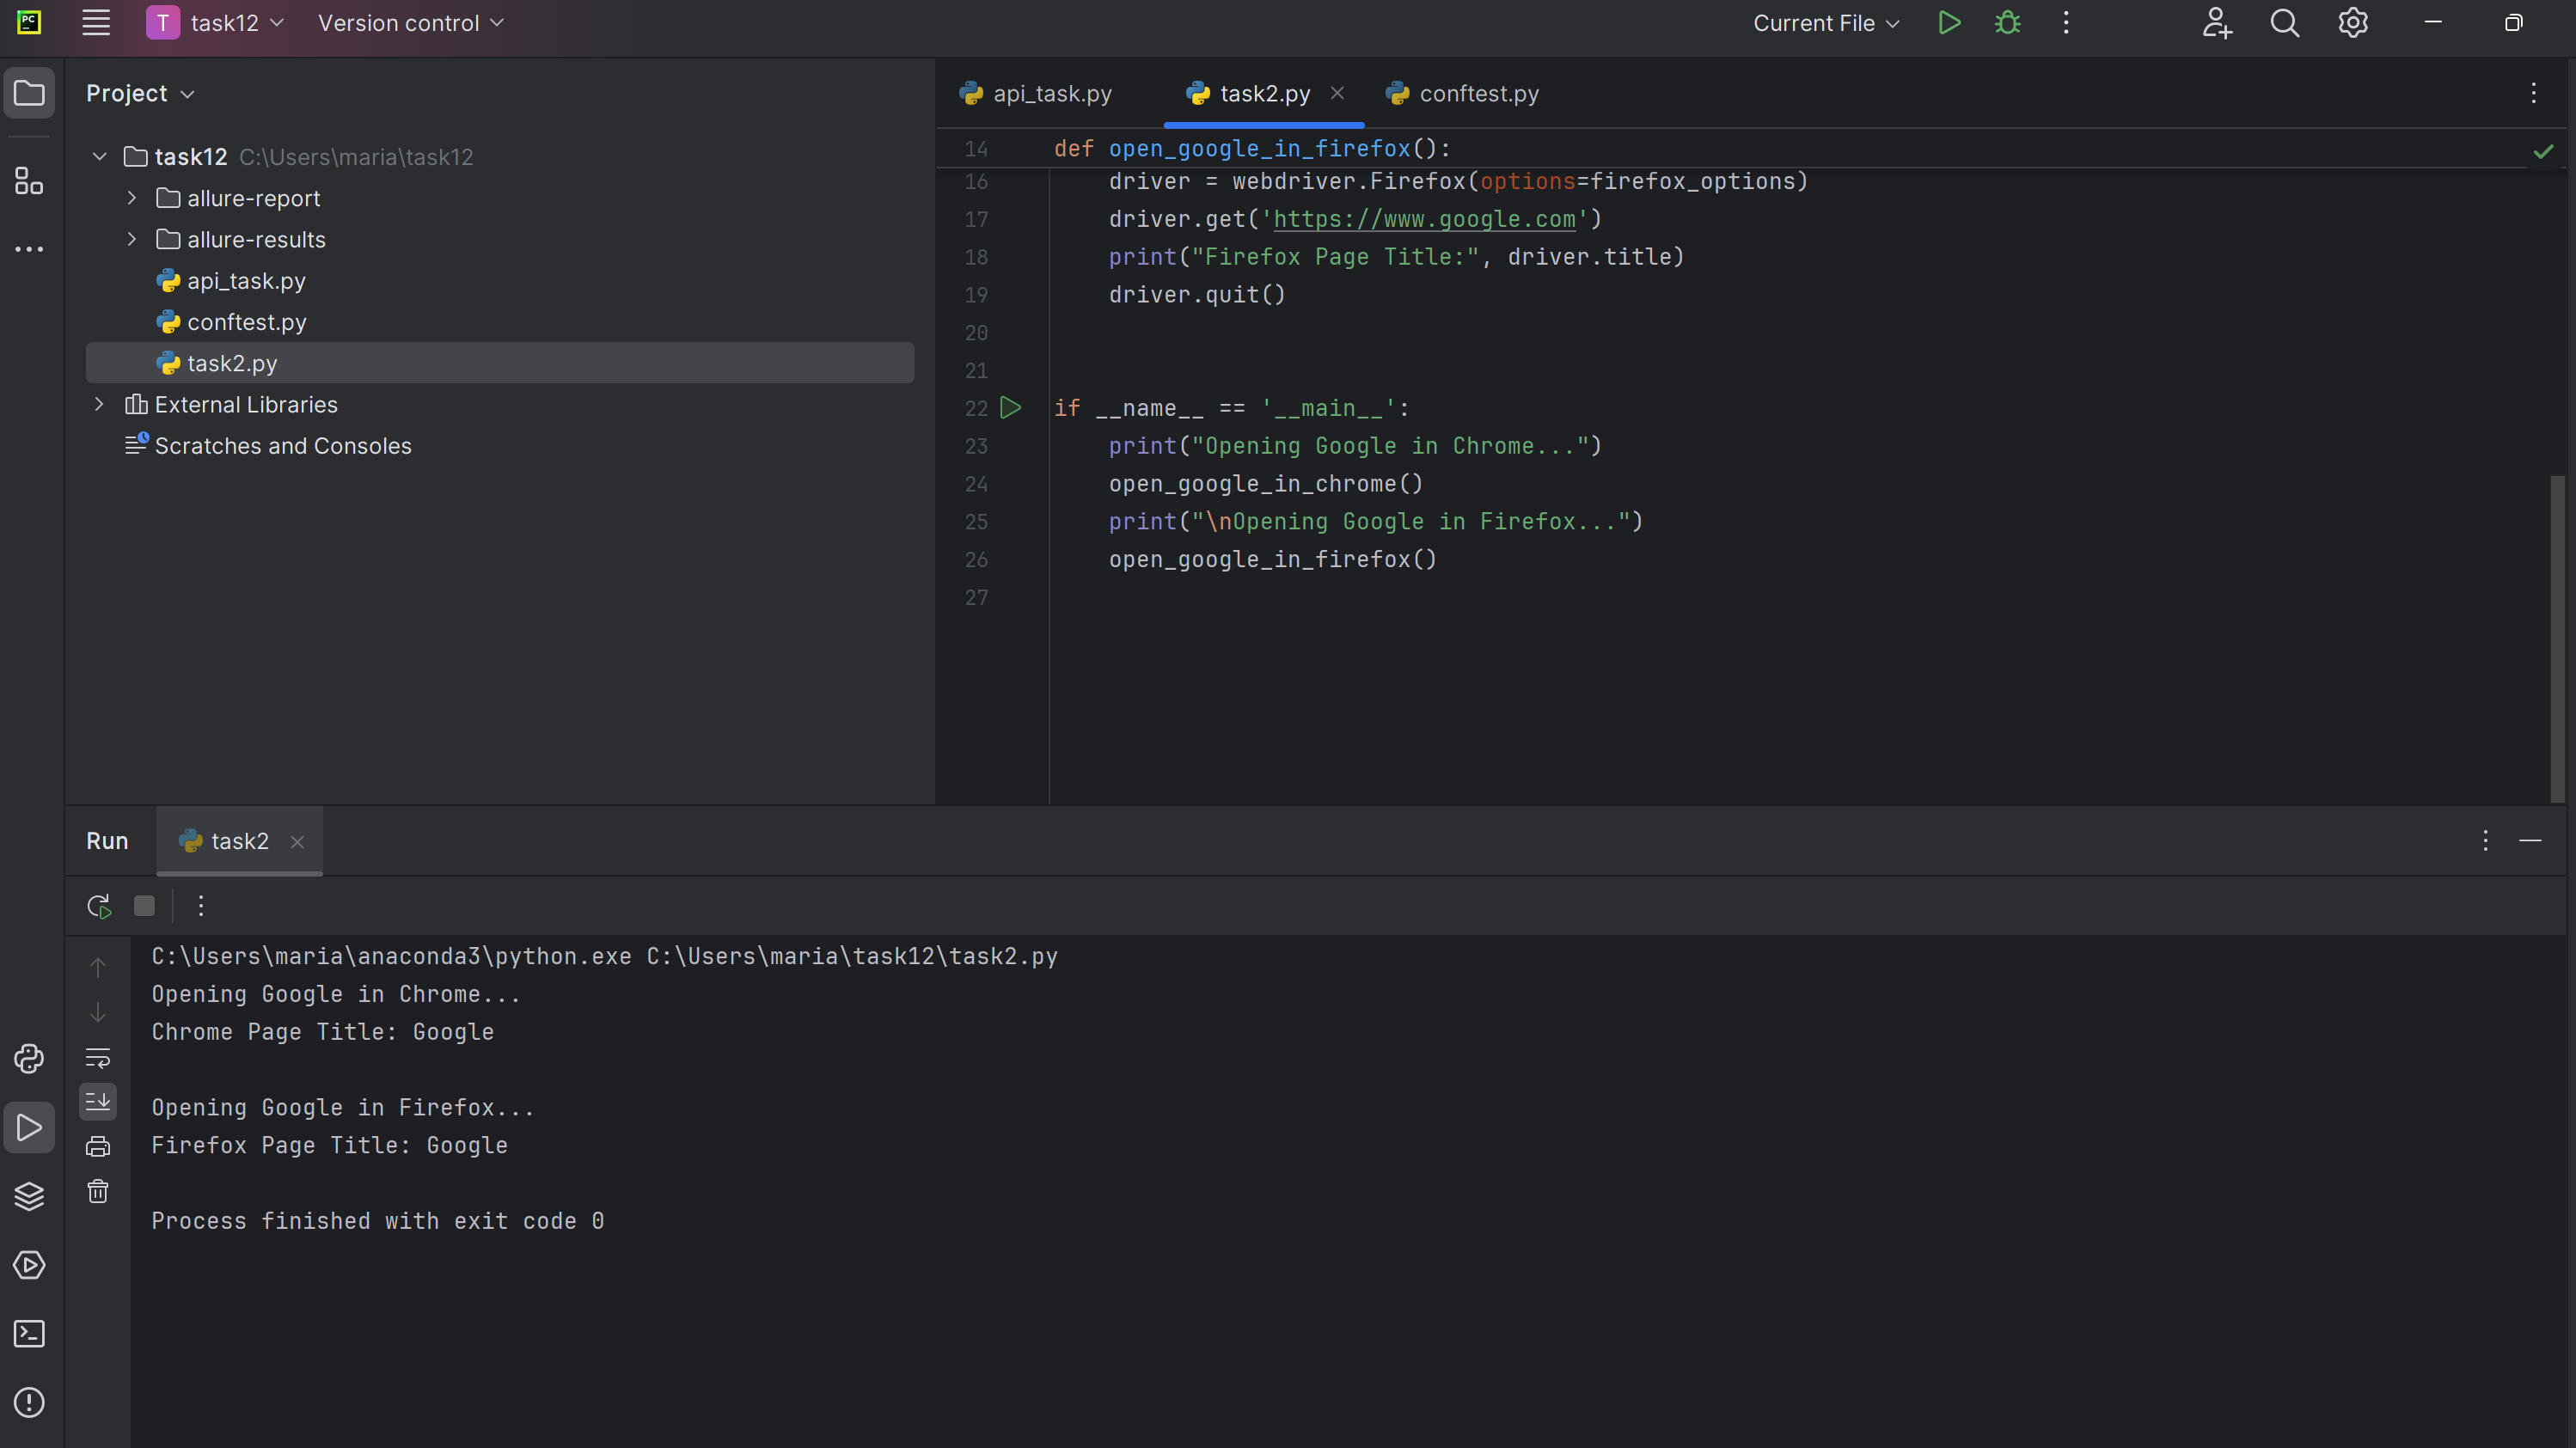 PC
T task12 Version control
Current File
Project
task12 C:\Users\maria\task12
allure-report
allure-results
api_task.py
conftest.py
task2.py
External Libraries
Scratches and Consoles
api_task.py task2.py conftest.py
14 def open_google_in_firefox():
16 driver = webdriver.Firefox(options=firefox_options)
17 driver.get('https://www.google.com')
18 print("Firefox Page Title:", driver.title)
19 driver.quit()
20
21
22 if __name__ == '__main__':
23 print("Opening Google in Chrome...")
24 open_google_in_chrome()
25 print("\nOpening Google in Firefox...")
26 open_google_in_firefox()
27
Run task2
C:\Users\maria\anaconda3\python.exe C:\Users\maria\task12\task2.py
Opening Google in Chrome...
Chrome Page Title: Google
Opening Google in Firefox...
Firefox Page Title: Google
Process finished with exit code 0